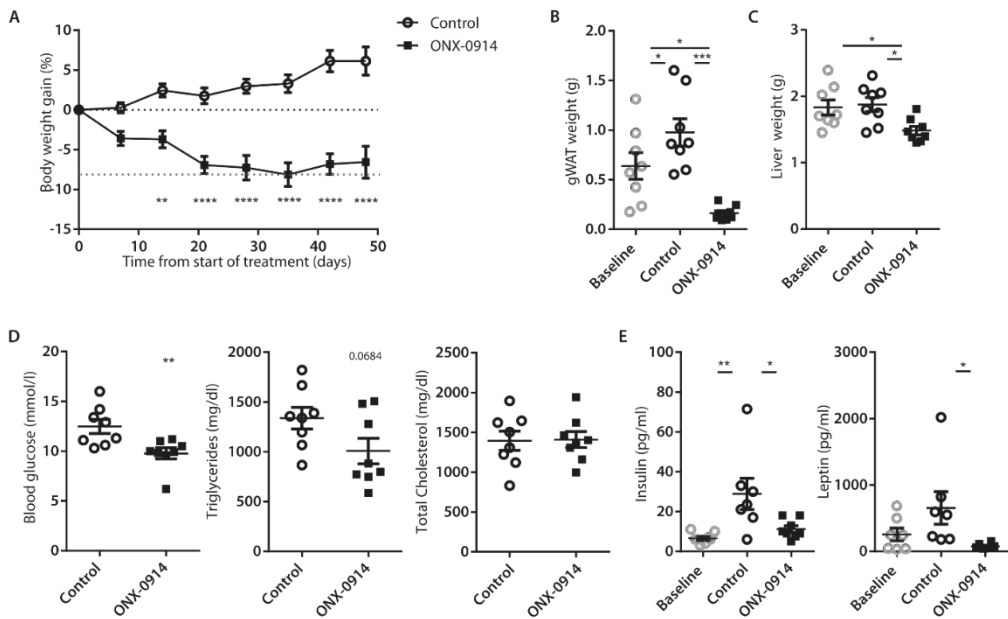 A
Control
ONX-0914
Body weight gain (%)
10
5
0
-5
-10
-15
** **** **** **** **** ****
0 10 20 30 40 50
Time from start of treatment (days)
B
gWAT weight (g)
2.0
1.5
1.0
0.5
0.0
*
* ***
Baseline
Control
ONX-0914
C
Liver weight (g)
3
2
1
0
*
*
Baseline
Control
ONX-0914
D
Blood glucose (mmol/l)
20
15
10
5
0
**
Control
ONX-0914
Triglycerides (mg/dl)
2000
1500
1000
500
0
0.0684
Control
ONX-0914
Total Cholesterol (mg/dl)
2500
2000
1500
1000
500
0
Control
ONX-0914
E
Insulin (pg/ml)
100
80
60
40
20
0
** *
Baseline
Control
ONX-0914
Leptin (pg/ml)
3000
2000
1000
0
*
Baseline
Control
ONX-0914